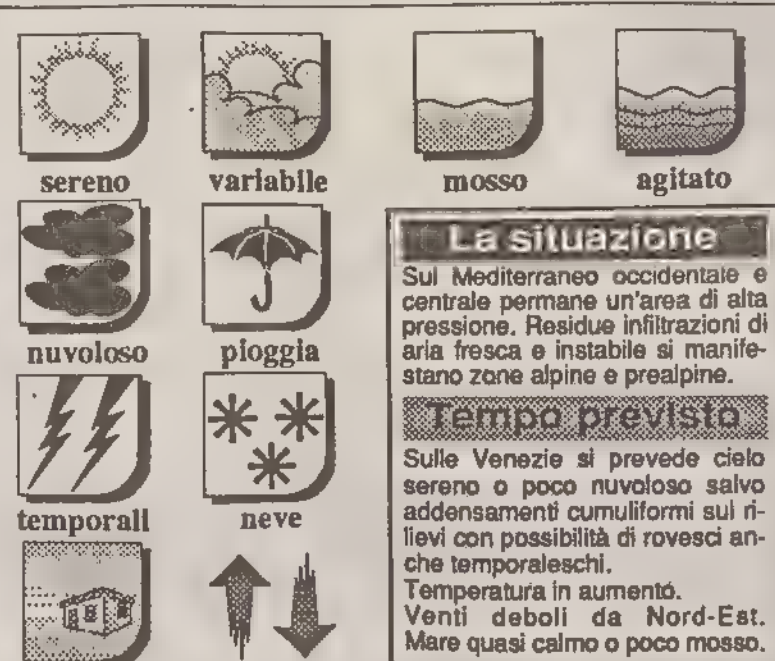 sereno
variabile
mosso
agitato
nuvoloso
pioggia
temporali
neve
La situazione
Sul Mediterraneo occidentale e
centrale permane un'area di alta
pressione. Residue infiltrazioni di
aria fresca e instabile si manife-
stano zone alpine e prealpine.
Tempo previsto
Sulle Venezie si prevede cielo
sereno o poco nuvoloso salvo
addensamenti cumuliformi sui ri-
lievi con possibilità di rovesci an-
che temporaleschi.
Temperatura in aumento.
Venti deboli da Nord-Est.
Mare quasi calmo o poco mosso.